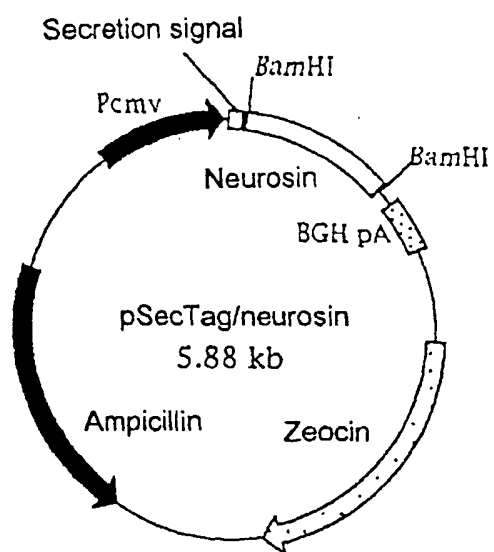 Secretion signal
BamHI
Pcmv
BamHI
Neurosin
BGH pA
pSecTag/neurosin
5.88 kb
Ampicillin
Zeocin